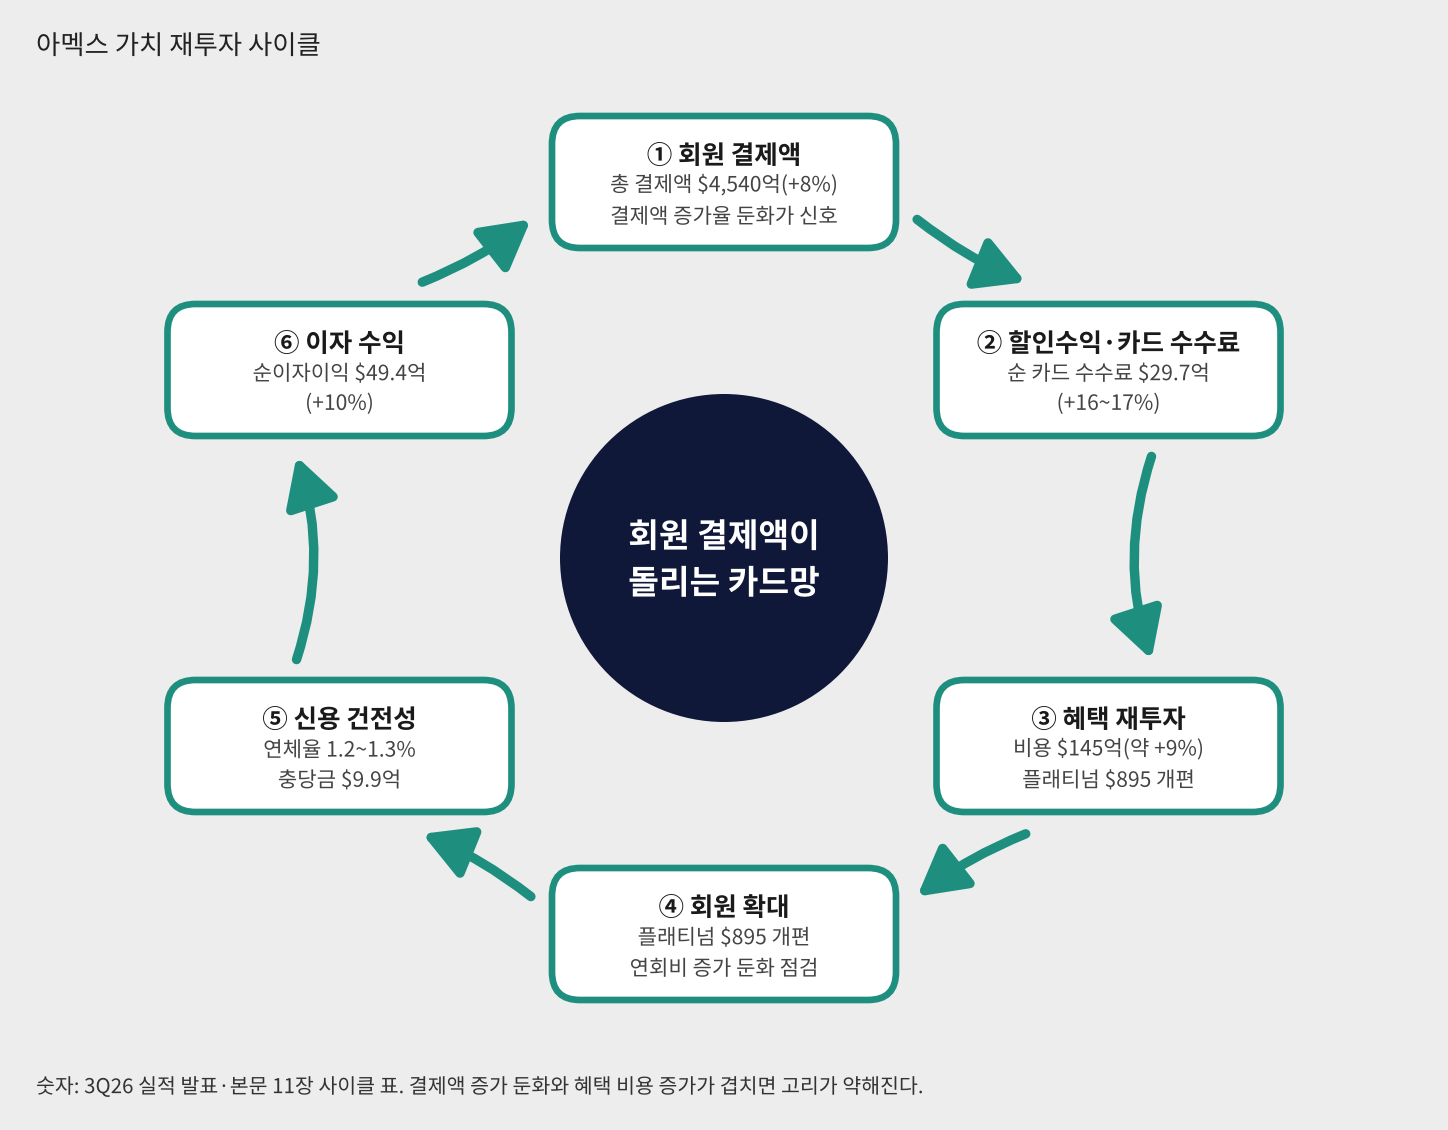 아멕스 가치 재투자 사이클
① 회원 결제액
총 결제액 $4,540억(+8%)
결제액 증가율 둔화가 신호
② 할인수익·카드 수수료
순 카드 수수료 $29.7억
(+16~17%)
③ 혜택 재투자
비용 $145억(약 +9%)
플래티넘 $895 개편
④ 회원 확대
플래티넘 $895 개편
연회비 증가 둔화 점검
⑤ 신용 건전성
연체율 1.2~1.3%
충당금 $9.9억
⑥ 이자 수익
순이자이익 $49.4억
(+10%)
회원 결제액이
돌리는 카드망
숫자: 3Q26 실적 발표·본문 11장 사이클 표. 결제액 증가 둔화와 혜택 비용 증가가 겹치면 고리가 약해진다.